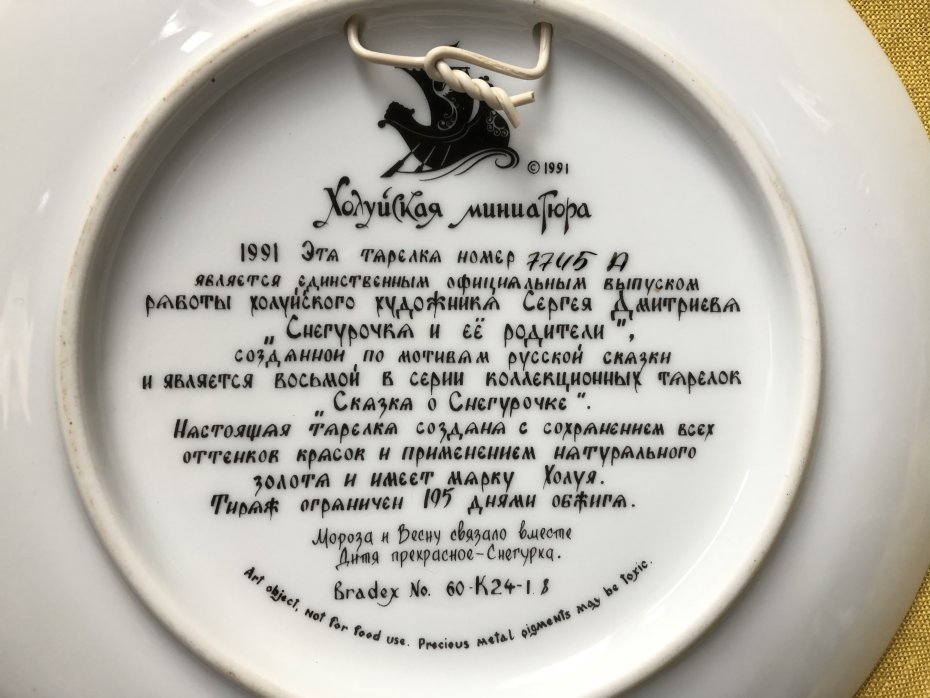 © 1991
Холуйская миниатюра
1991 Эта тарелка номер 7745 А
является единственным официальным выпуском
работы холуйского художника Сергея Дмитриева
„Снегурочка и её родители",
созданной по мотивам русской сказки
и является восьмой в серии коллекционных тарелок
„Сказка о Снегурочке".
Настоящая тарелка создана с сохранением всех
оттенков красок и применением натурального
золота и имеет марку Холуя.
Тираж ограничен 195 днями обжига.
Мороза и Весну связало вместе
Дитя прекрасное-Снегурка.
Bradex No. 60-K24-1.8
Art object, not for food use. Precious metal pigments may be toxic.